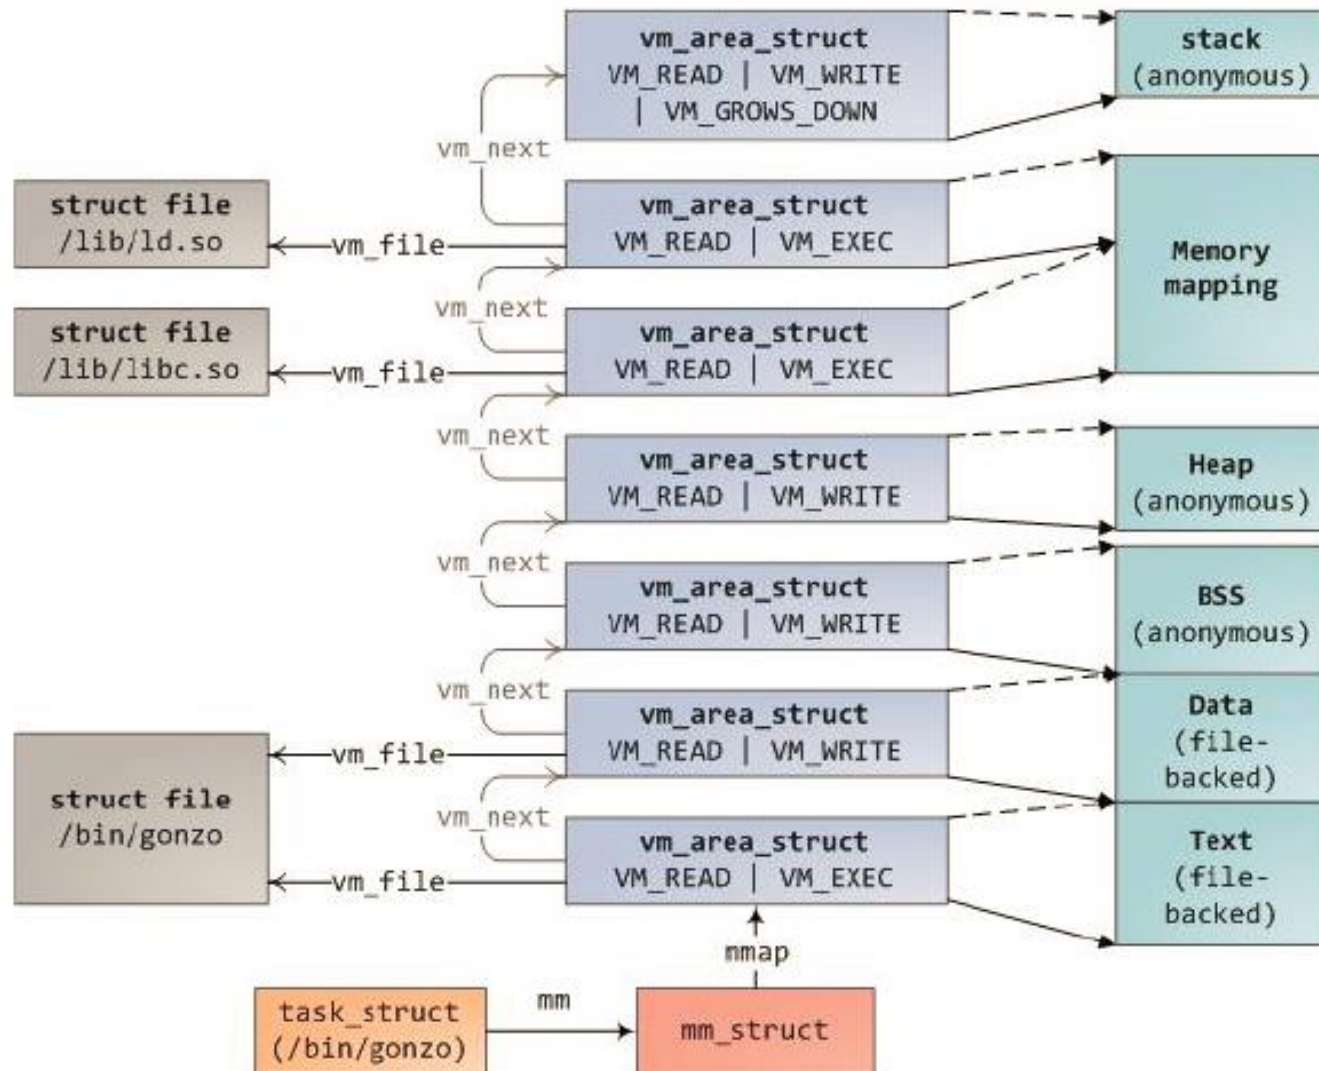 vm_area_struct
VM_READ | VM_WRITE
| VM_GROWS_DOWN
stack
(anonymous)
vm_next
struct file
/lib/ld.so
vm_file
vm_area_struct
VM_READ | VM_EXEC
Memory
mapping
vm_next
struct file
/lib/libc.so
vm_file
vm_area_struct
VM_READ | VM_EXEC
vm_next
vm_area_struct
VM_READ | VM_WRITE
Heap
(anonymous)
vm_next
vm_area_struct
VM_READ | VM_WRITE
BSS
(anonymous)
vm_next
vm_area_struct
VM_READ | VM_WRITE
Data
(file-
backed)
vm_file
struct file
/bin/gonzo
vm_next
vm_area_struct
VM_READ | VM_EXEC
Text
(file-
backed)
vm_file
mmap
task_struct
(/bin/gonzo)
mm
mm_struct